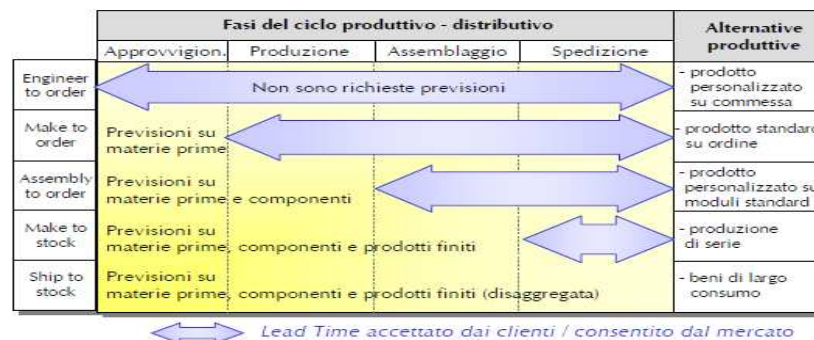 Fasi del ciclo produttivo - distributivo
Alternative
produttive
Approvvigion.
Produzione
Assemblaggio
Spedizione
Engineer
to order
Non sono richieste previsioni
- prodotto
personalizzato
su commessa
Make to
order
Previsioni su
materie prime
- prodotto standard
su ordine
Assembly
to order
Previsioni su
materie prime e componenti
- prodotto
personalizzato su
moduli standard
Make to
stock
Previsioni su
materie prime, componenti e prodotti finiti
- produzione
di serie
Ship to
stock
Previsioni su
materie prime, componenti e prodotti finiti (disaggregata)
- beni di largo
consumo
Lead Time accettato dai clienti / consentito dal mercato